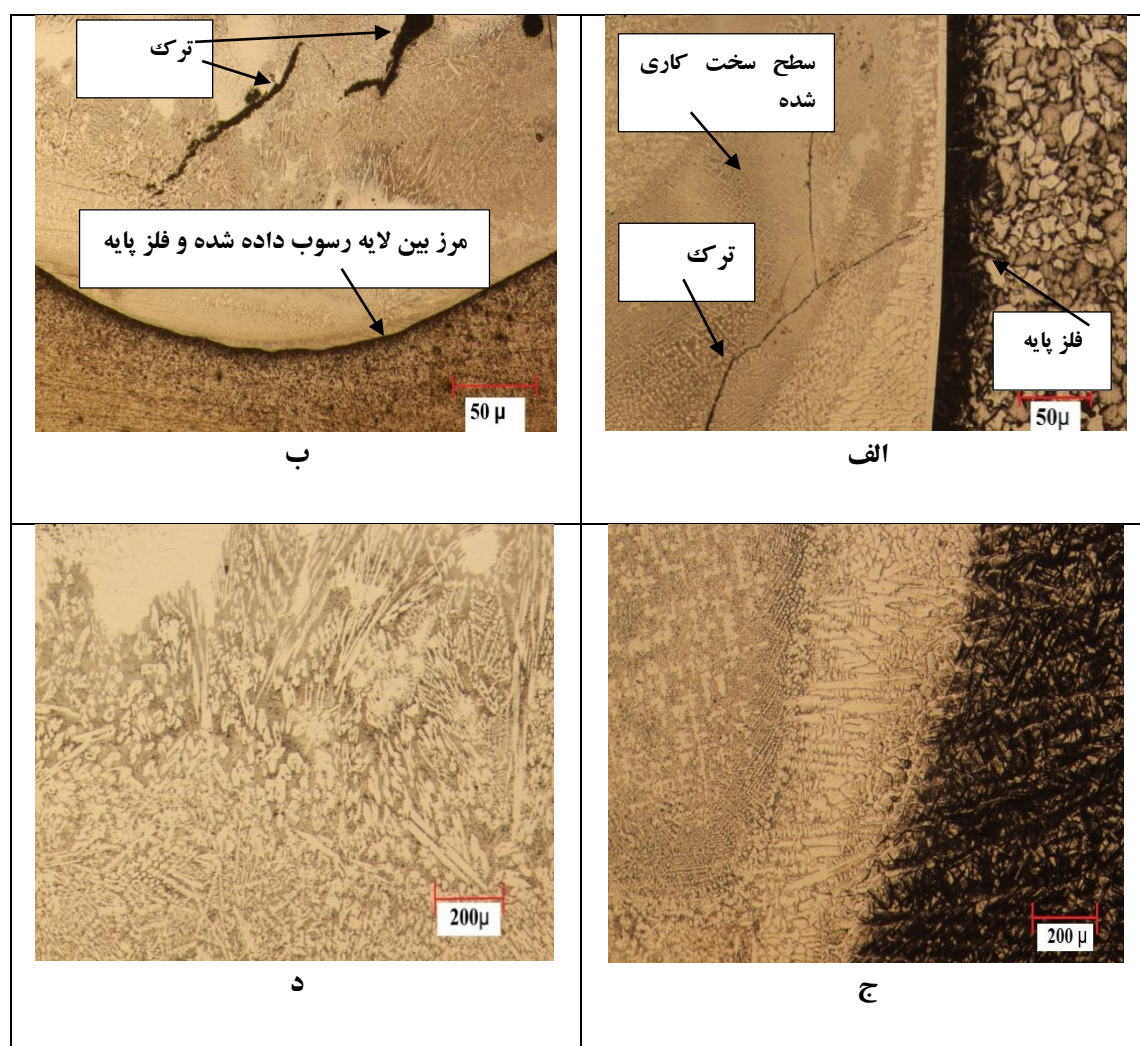 سطح سخت کاری
شده
ترک
فلز پایه
50µ
الف
ترک
مرز بین لایه رسوب داده شده و فلز پایه
50 µ
ب
200 µ
ج
200µ
د